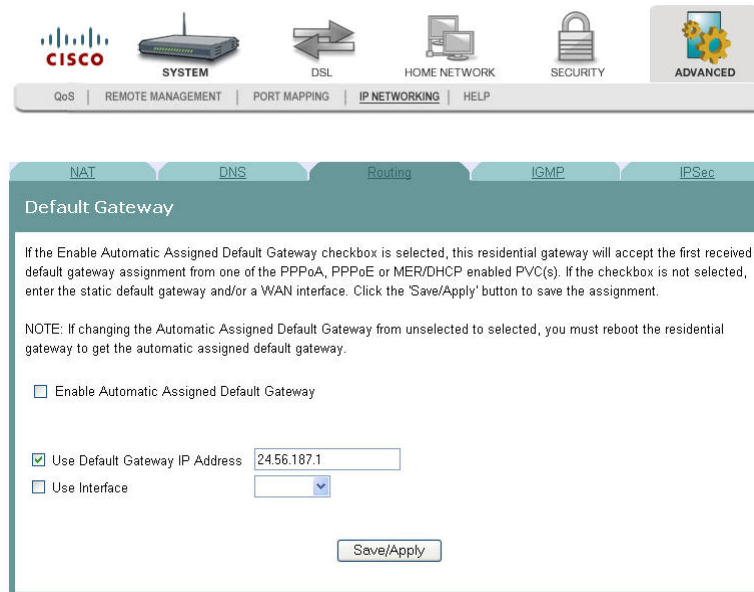 CISCO
SYSTEM
DSL
HOME NETWORK
SECURITY
ADVANCED
QoS | REMOTE MANAGEMENT | PORT MAPPING | IP NETWORKING | HELP
NAT
DNS
Routing
IGMP
IPSec
Default Gateway
If the Enable Automatic Assigned Default Gateway checkbox is selected, this residential gateway will accept the first received
default gateway assignment from one of the PPPoA, PPPoE or MER/DHCP enabled PVC(s). If the checkbox is not selected,
enter the static default gateway and/or a WAN interface. Click the 'Save/Apply' button to save the assignment.
NOTE: If changing the Automatic Assigned Default Gateway from unselected to selected, you must reboot the residential
gateway to get the automatic assigned default gateway.
Enable Automatic Assigned Default Gateway
Use Default Gateway IP Address 24.56.187.1
Use Interface
Save/Apply